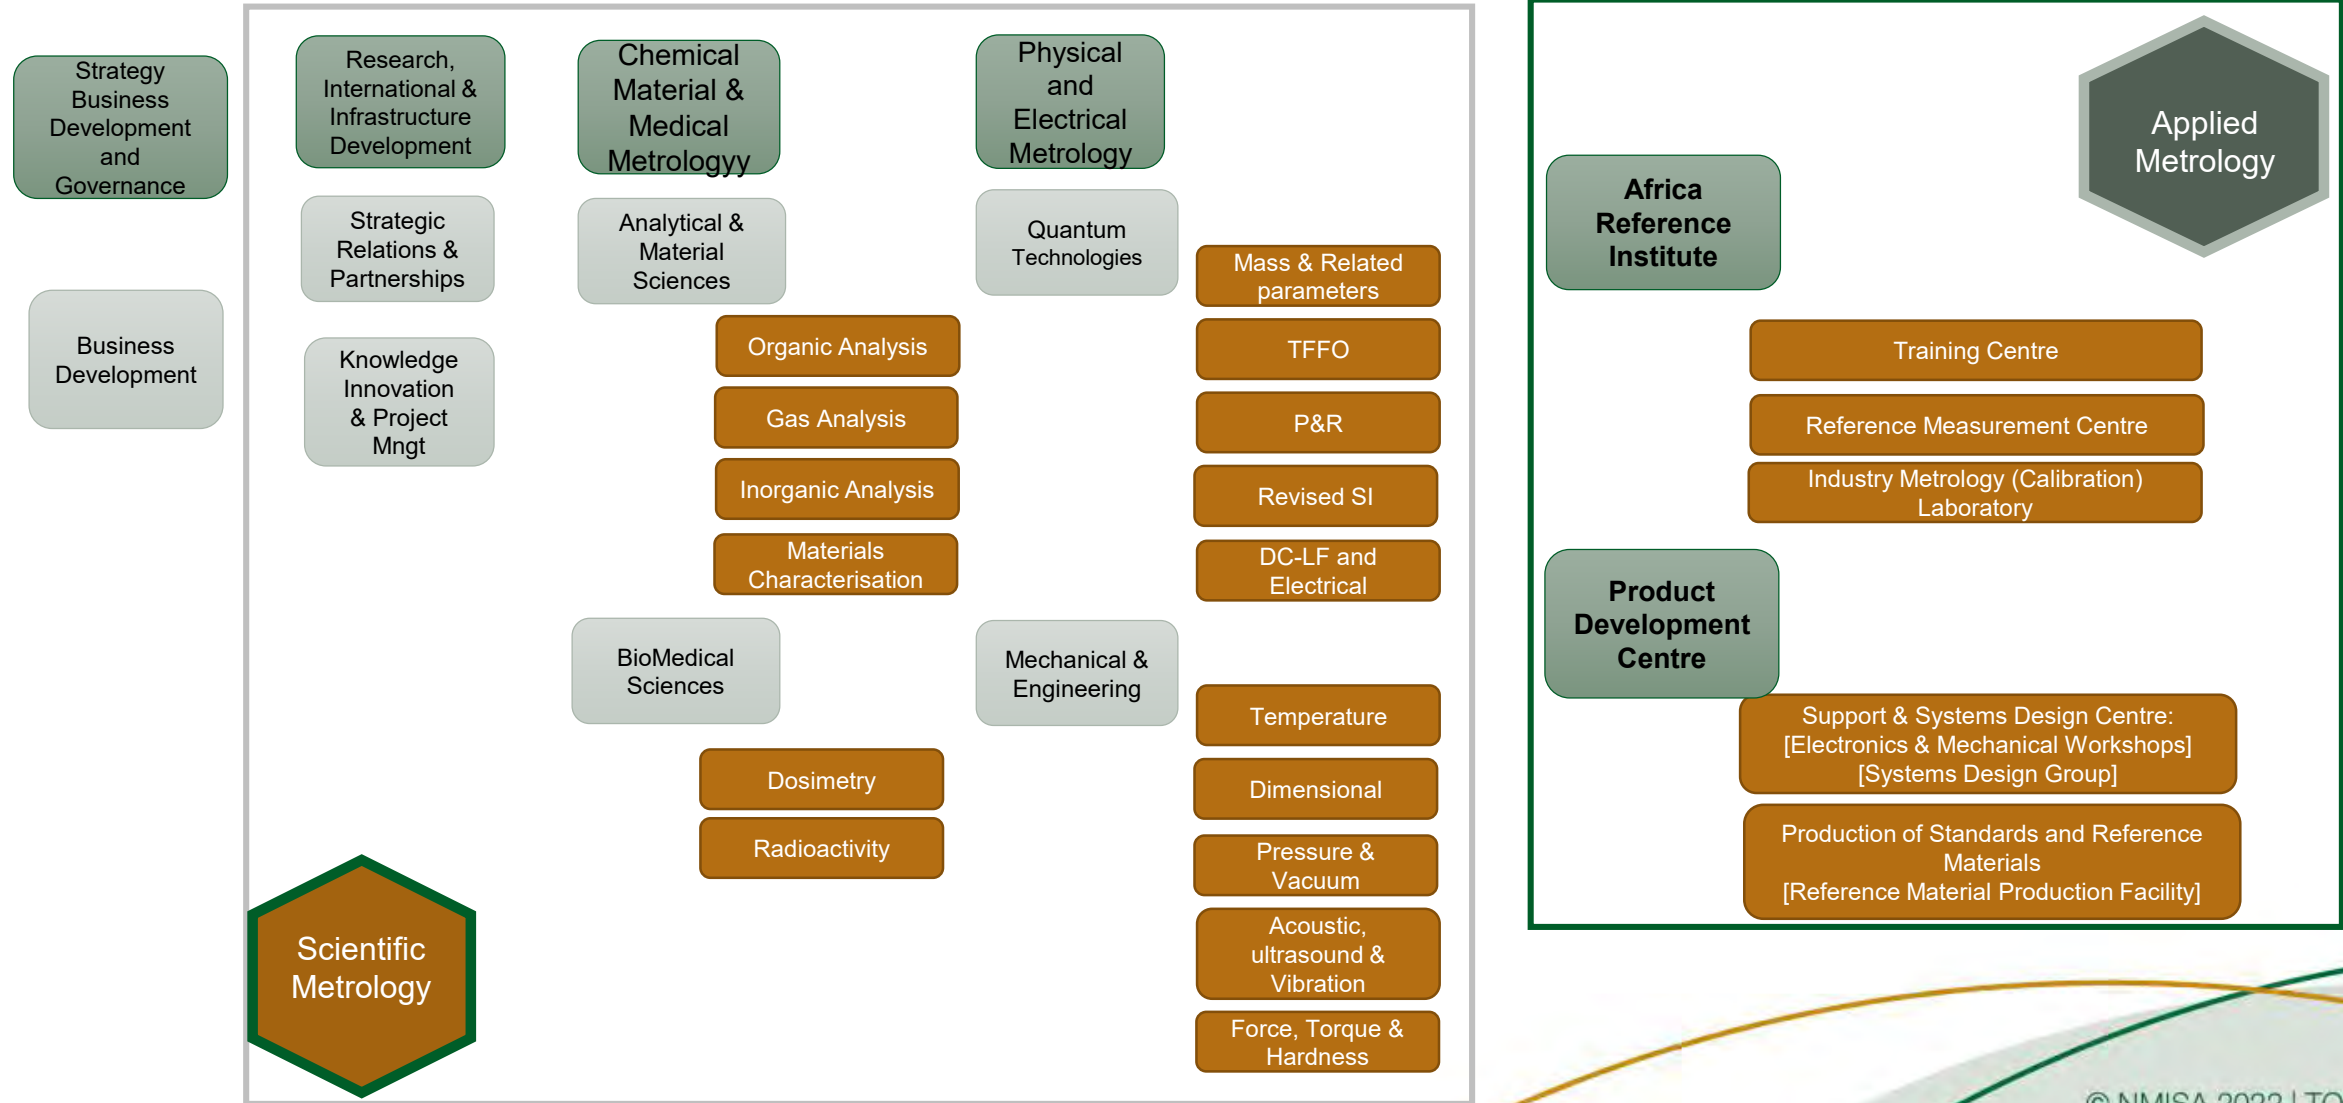 Strategy
Business
Development
and
Governance
Business
Development
Research,
International &
Infrastructure
Development
Strategic
Relations &
Partnerships
Knowledge
Innovation
& Project
Mngt
Chemical
Material &
Medical
Metrologyy
Analytical &
Material
Sciences
Organic Analysis
Gas Analysis
Inorganic Analysis
Materials
Characterisation
BioMedical
Sciences
Dosimetry
Radioactivity
Physical
and
Electrical
Metrology
Quantum
Technologies
Mass & Related
parameters
TFFO
P&R
Revised SI
DC-LF and
Electrical
Mechanical &
Engineering
Temperature
Dimensional
Pressure &
Vacuum
Acoustic,
ultrasound &
Vibration
Force, Torque &
Hardness
Scientific
Metrology
Applied
Metrology
Africa
Reference
Institute
Training Centre
Reference Measurement Centre
Industry Metrology (Calibration)
Laboratory
Product
Development
Centre
Support & Systems Design Centre:
[Electronics & Mechanical Workshops]
[Systems Design Group]
Production of Standards and Reference
Materials
[Reference Material Production Facility]
© NMISA 2022 |